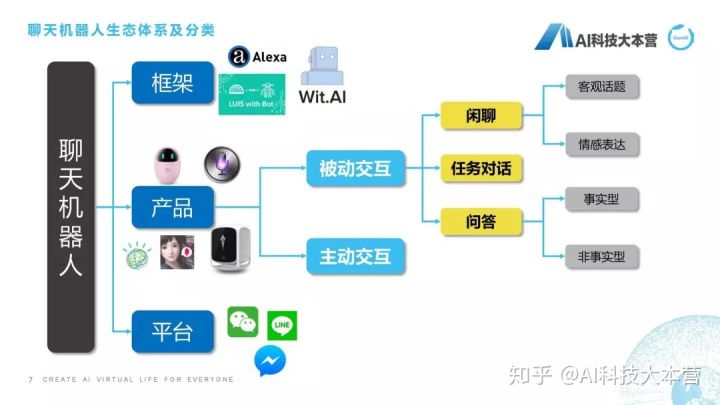 聊天机器人生态体系及分类
AI科技大本营
聊天机器人
框架
Alexa
LUIS with Bot
Wit.AI
产品
平台
LINE
被动交互
主动交互
闲聊
任务对话
问答
客观话题
情感表达
事实型
非事实型
7 CREATE AI VIRTUAL LIFE FOR EVERYONE
知乎 @AI科技大本营